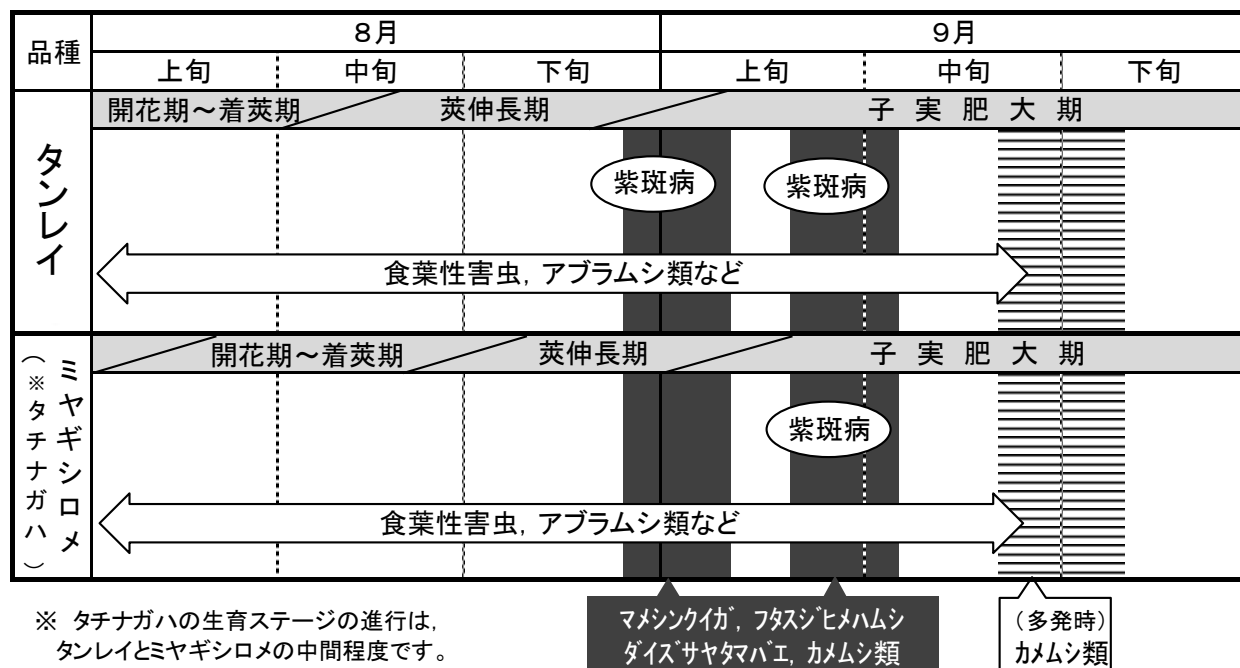 品種
8月
9月
上旬 中旬 下旬 上旬 中旬 下旬
タンレイ
開花期～着莢期 莢伸長期 子実肥大期
紫斑病 紫斑病
食葉性害虫，アブラムシ類など
ミヤギシロメ
（※タチナガハ）
開花期～着莢期 莢伸長期 子実肥大期
紫斑病
食葉性害虫，アブラムシ類など
※ タチナガハの生育ステージの進行は，
タンレイとミヤギシロメの中間程度です。
マメシンクイガ，フタスジヒメハムシ
ダイズサヤタマバエ，カメムシ類
（多発時）
カメムシ類